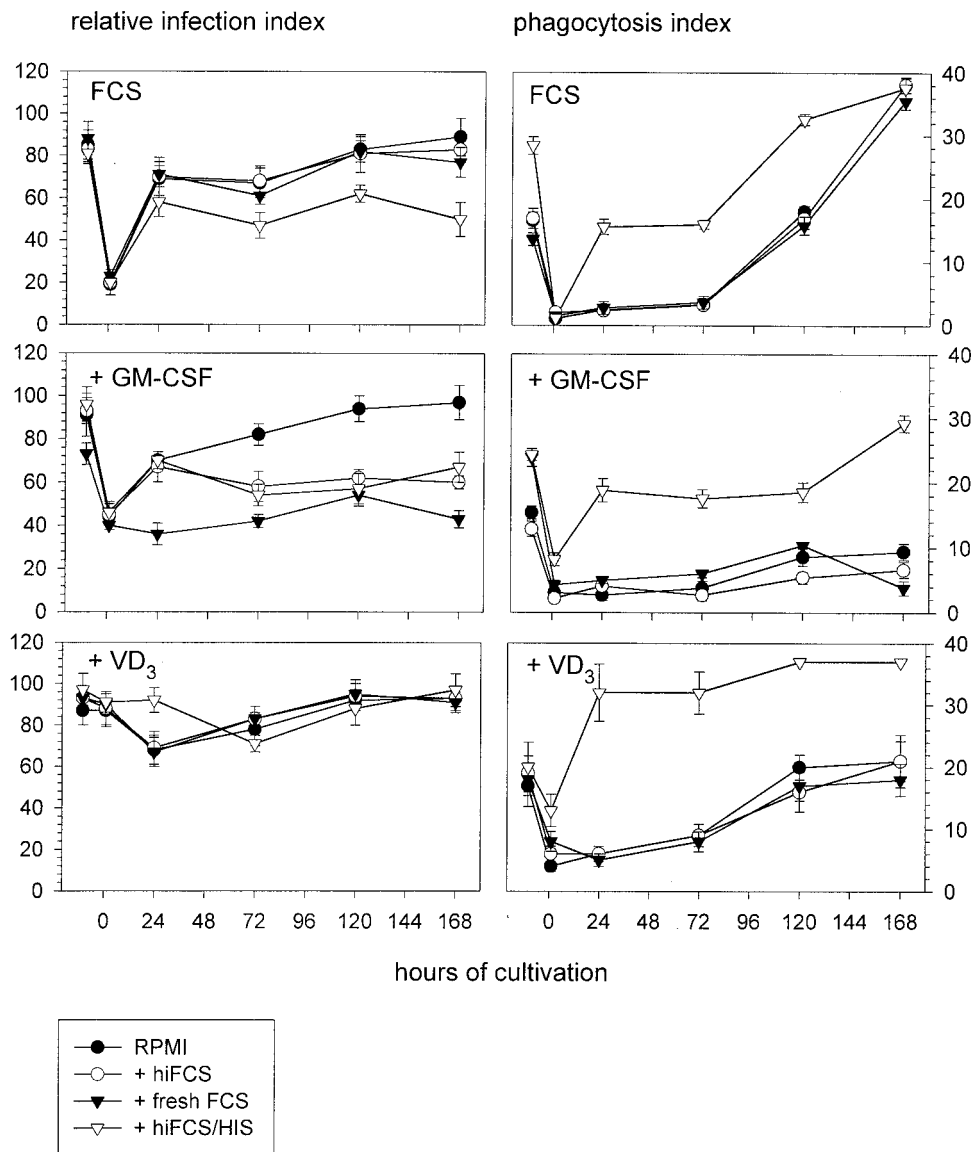 relative infection index
phagocytosis index
FCS
120
100
80
60
40
20
0
FCS
40
30
20
10
0
+ GM-CSF
120
100
80
60
40
20
0
+ GM-CSF
40
30
20
10
0
+ VD3
120
100
80
60
40
20
0
+ VD3
40
30
20
10
0
0 24 48 72 96 120 144 168
0 24 48 72 96 120 144 168
hours of cultivation
RPMI
+ hiFCS
+ fresh FCS
+ hiFCS/HIS